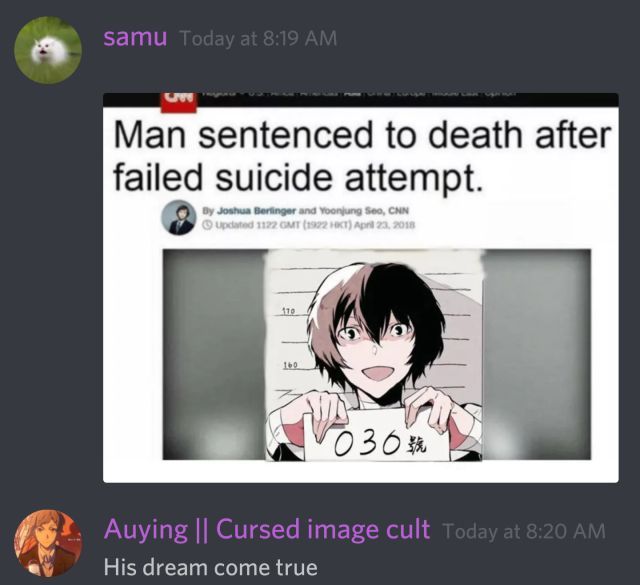 samu Today at 8:19 AM
CNN
Man sentenced to death after
failed suicide attempt.
By Joshua Berlinger and Yoonjung Seo, CNN
Updated 1122 GMT (1922 HKT) April 23, 2018
170
160
030號
Auying || Cursed image cult Today at 8:20 AM
His dream come true